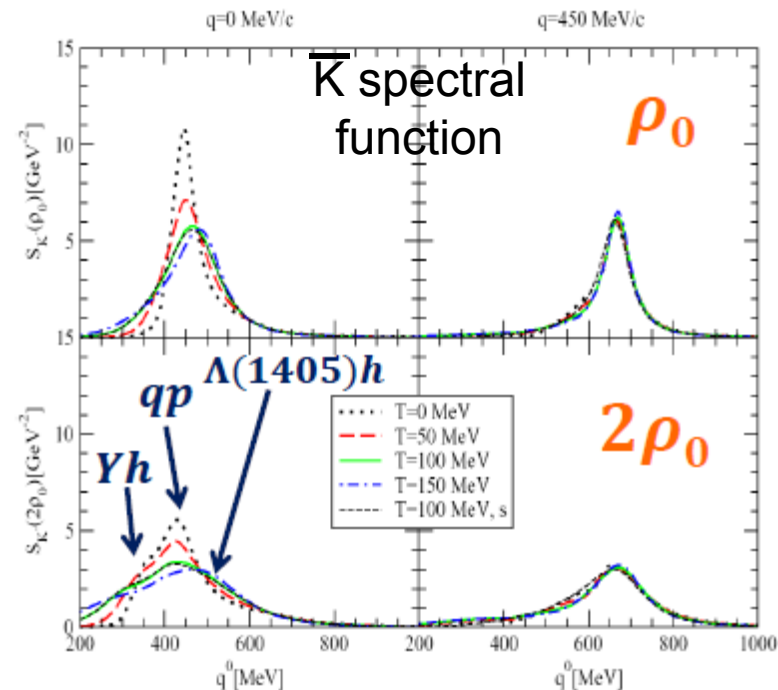 q=0 MeV/c
q=450 MeV/c
15
K̅ spectral
function
ρ₀
10
S_K⁻(ρ₀)[GeV⁻²]
5
15
qp
Λ(1405)h
Yh
T=0 MeV
T=50 MeV
T=100 MeV
T=150 MeV
T=100 MeV, s
2ρ₀
10
S_K⁻(2ρ₀)[GeV⁻²]
5
0
200 400 600 800 200 400 600 800 1000
q⁰[MeV]
q⁰[MeV]